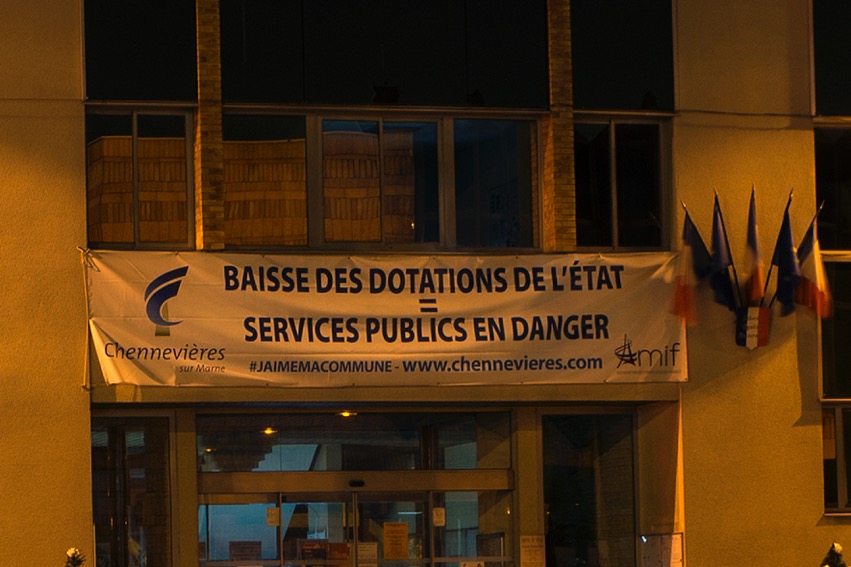 BAISSE DES DOTATIONS DE L'ÉTAT
=
SERVICES PUBLICS EN DANGER
#JAIMEMACOMMUNE - www.chennevieres.com
Chennevières
sur Marne
Amif